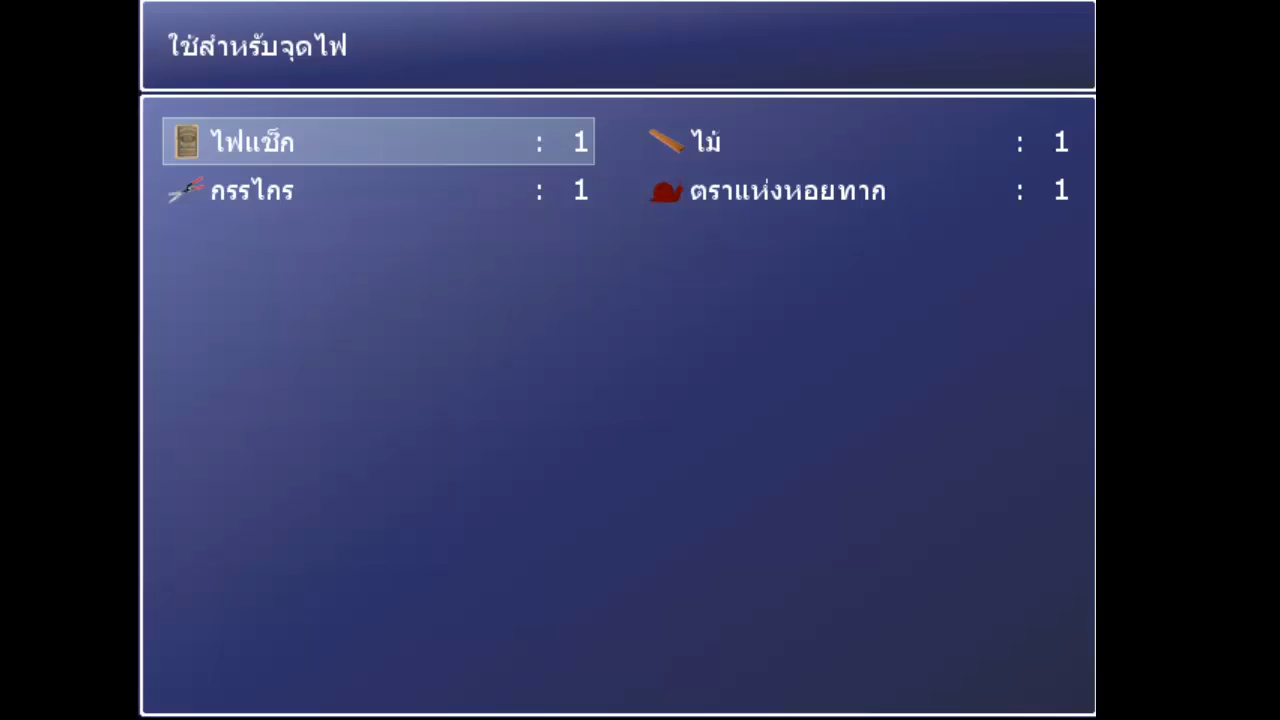 ใช้สำหรับจุดไฟ
ไฟแช็ก : 1 ไม้ : 1
กรรไกร : 1 ตราแห่งหอยทาก : 1